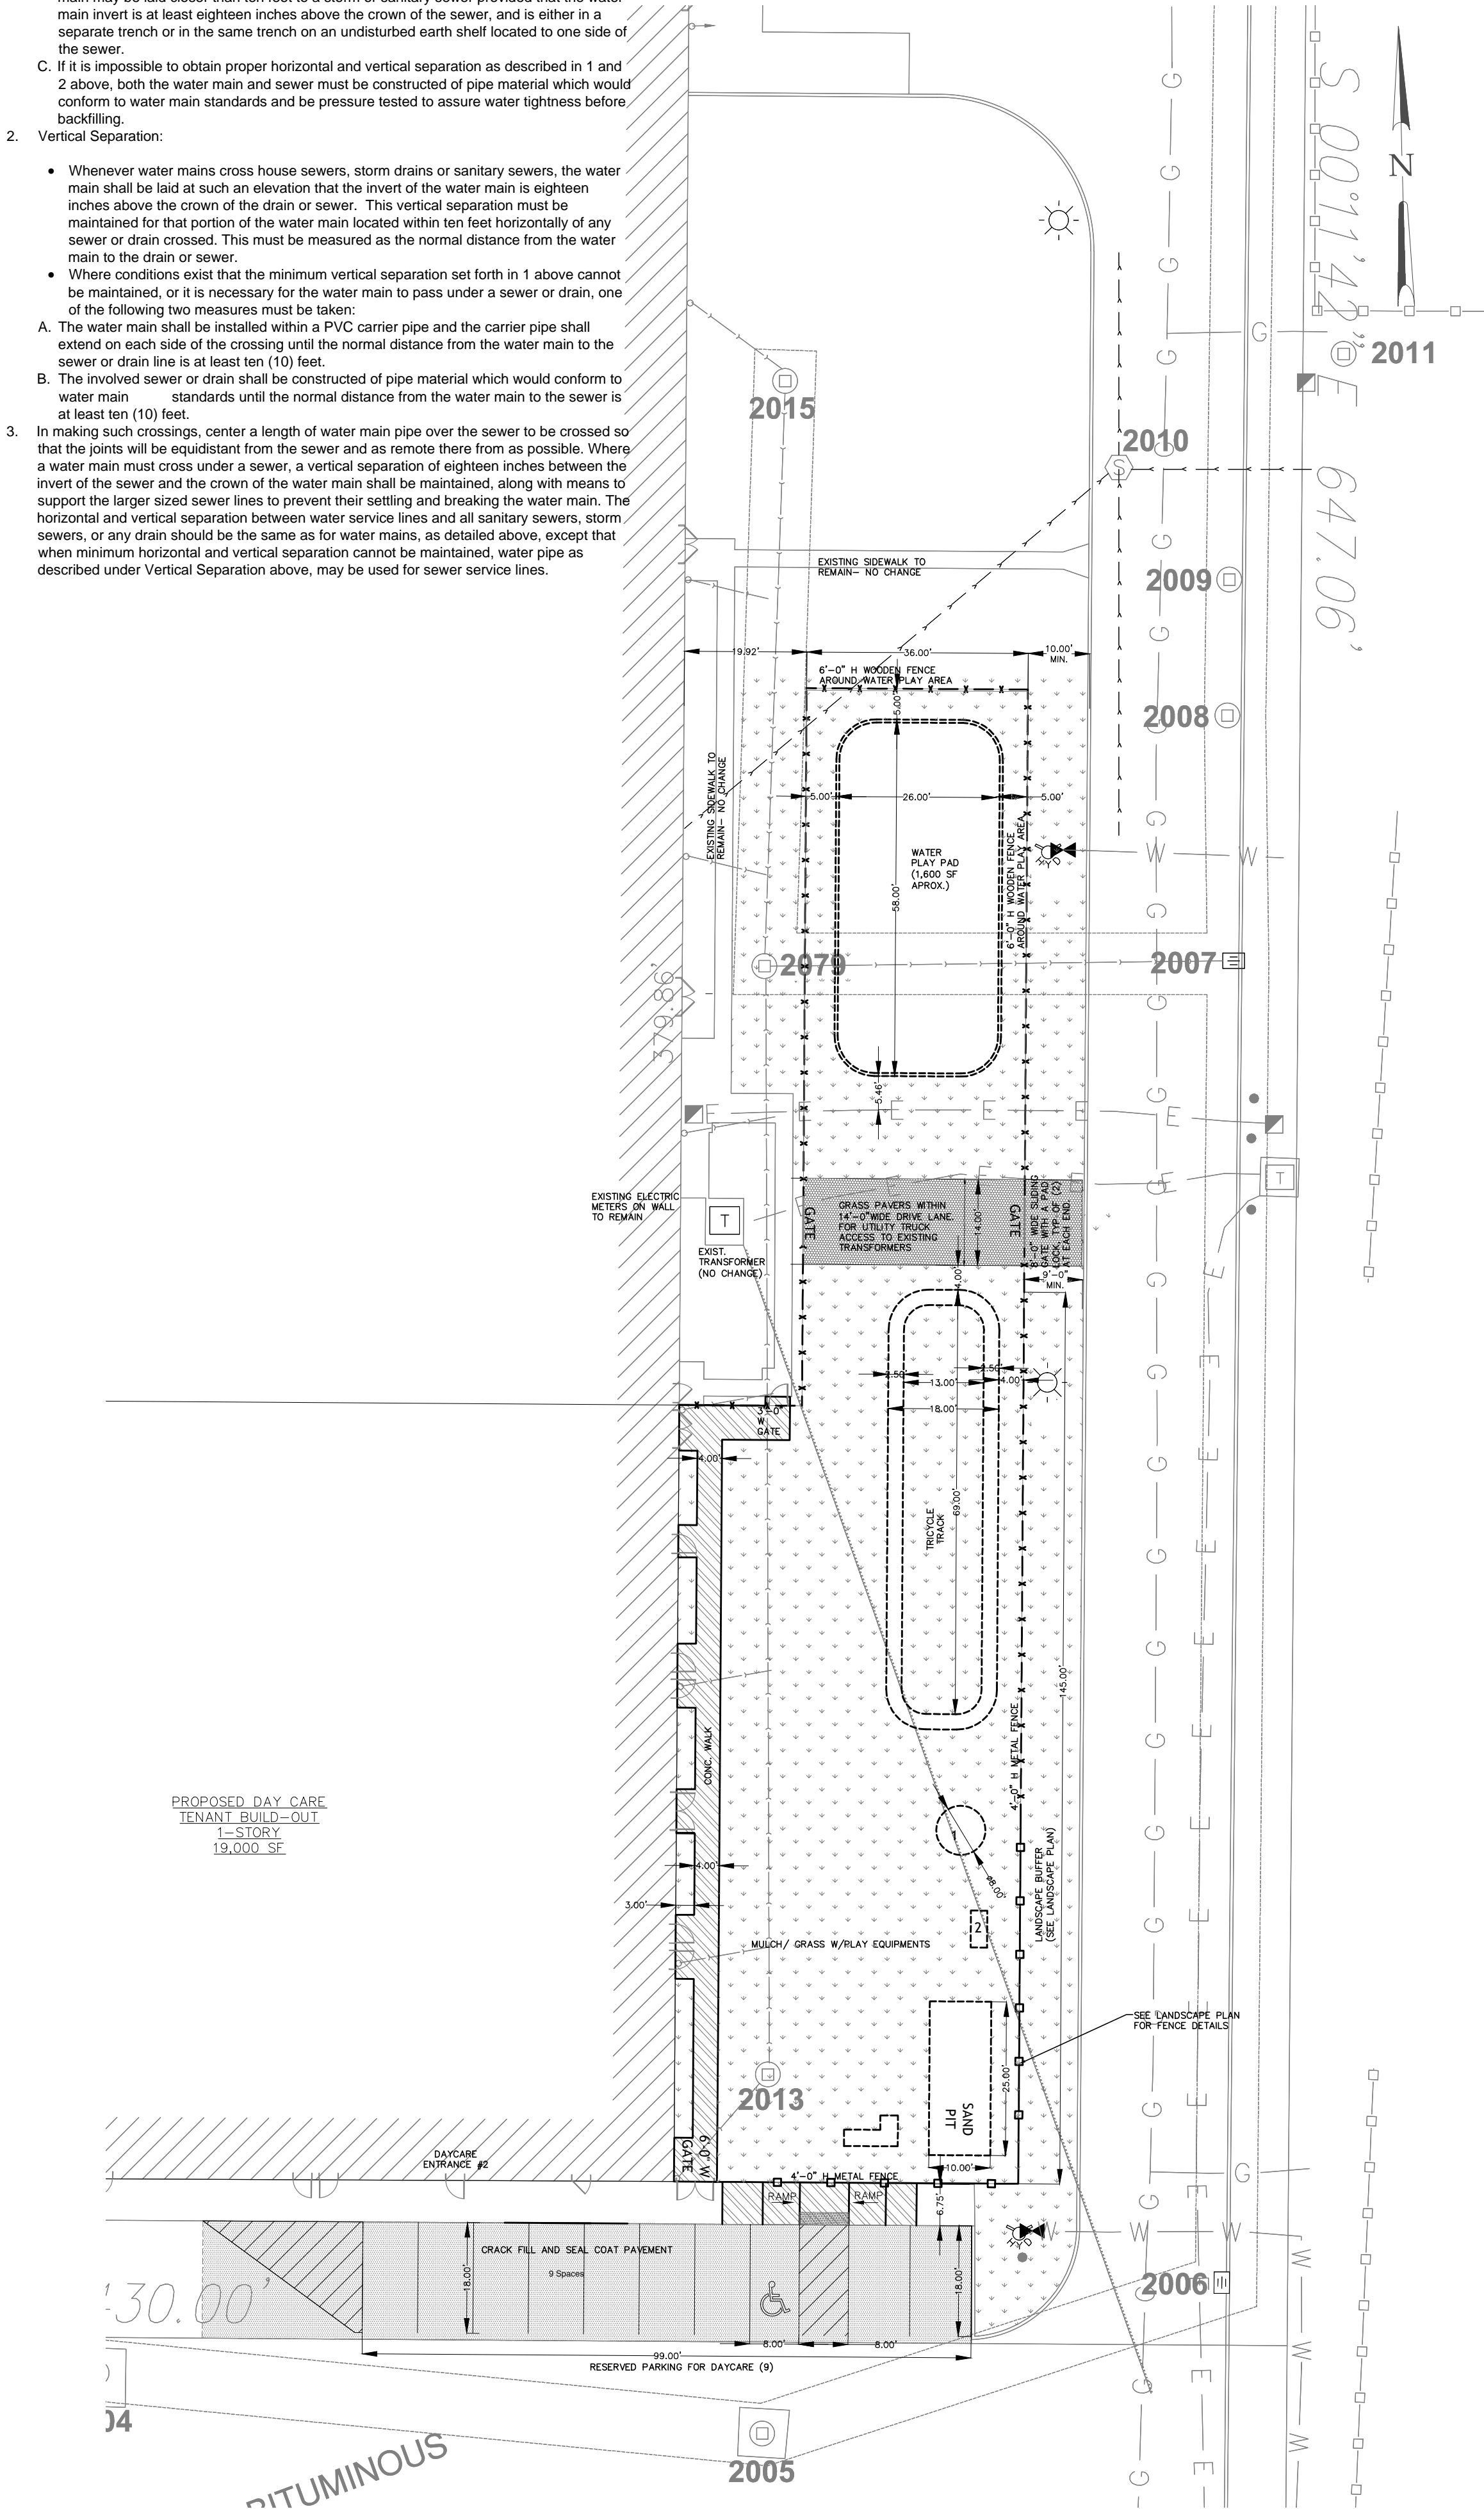 main invert is at least eighteen inches above the crown of the sewer, and is either in a
separate trench or in the same trench on an undisturbed earth shelf located to one side of
the sewer.
C. If it is impossible to obtain proper horizontal and vertical separation as described in 1 and
2 above, both the water main and sewer must be constructed of pipe material which would
conform to water main standards and be pressure tested to assure water tightness before
backfilling.
2. Vertical Separation:
• Whenever water mains cross house sewers, storm drains or sanitary sewers, the water
main shall be laid at such an elevation that the invert of the water main is eighteen
inches above the crown of the drain or sewer. This vertical separation must be
maintained for that portion of the water main located within ten feet horizontally of any
sewer or drain crossed. This must be measured as the normal distance from the water
main to the drain or sewer.
• Where conditions exist that the minimum vertical separation set forth in 1 above cannot
be maintained, or it is necessary for the water main to pass under a sewer or drain, one
of the following two measures must be taken:
A. The water main shall be installed within a PVC carrier pipe and the carrier pipe shall
extend on each side of the crossing until the normal distance from the water main to the
sewer or drain line is at least ten (10) feet.
B. The involved sewer or drain shall be constructed of pipe material which would conform to
water main standards until the normal distance from the water main to the sewer is
at least ten (10) feet.
3. In making such crossings, center a length of water main pipe over the sewer to be crossed so
that the joints will be equidistant from the sewer and as remote there from as possible. Where
a water main must cross under a sewer, a vertical separation of eighteen inches between the
invert of the sewer and the crown of the water main shall be maintained, along with means to
support the larger sized sewer lines to prevent their settling and breaking the water main. The
horizontal and vertical separation between water service lines and all sanitary sewers, storm
sewers, or any drain should be the same as for water mains, as detailed above, except that
when minimum horizontal and vertical separation cannot be maintained, water pipe as
described under Vertical Separation above, may be used for sewer service lines.
N
S 00°11'42" E 647.06'
2011
2015
2010
S
EXISTING SIDEWALK TO
REMAIN- NO CHANGE
2009
19.92'
36.00'
10.00'
MIN.
6'-0" H WOODEN FENCE
AROUND WATER PLAY AREA
5.00'
2008
EXISTING SIDEWALK TO
REMAIN- NO CHANGE
5.00'
26.00'
5.00'
WATER
PLAY PAD
(1,600 SF
APROX.)
58.00'
6'-0" H WOODEN FENCE
AROUND WATER PLAY AREA
HYD
W
W
2079
2007
379.86'
5.46'
E
E
E
E
E
EXISTING ELECTRIC
METERS ON WALL
TO REMAIN
T
GATE
GRASS PAVERS WITHIN
14'-0"WIDE DRIVE LANE.
FOR UTILITY TRUCK
ACCESS TO EXISTING
TRANSFORMERS
14.00'
GATE
8'-0" WIDE SLIDING
GATE WITH A PAD
LOCK, TYP. OF (2)
AT EACH END.
T
EXIST.
TRANSFORMER
(NO CHANGE)
4.00'
9'-0"
MIN.
2.50'
2.50'
13.00'
4.00'
18.00'
3'-0"
W
GATE
4.00'
TRICYCLE
TRACK
69.00'
145.00'
CONC. WALK
4'-0" H METAL FENCE
PROPOSED DAY CARE
TENANT BUILD-OUT
1-STORY
19,000 SF
1
ø8.00'
4.00'
3.00'
2
LANDSCAPE BUFFER
(SEE LANDSCAPE PLAN)
MULCH/ GRASS W/PLAY EQUIPMENTS
SEE LANDSCAPE PLAN
FOR FENCE DETAILS
2013
SAND
PIT
25.00'
DAYCARE
ENTRANCE #2
6'-0" W
GATE
10.00'
4'-0" H METAL FENCE
RAMP
RAMP
6.75'
HYD
W
W
W
CRACK FILL AND SEAL COAT PAVEMENT
9 Spaces
18.00'
18.00'
2006
430.00'
8.00'
8.00'
99.00'
RESERVED PARKING FOR DAYCARE (9)
04
2005
BITUMINOUS